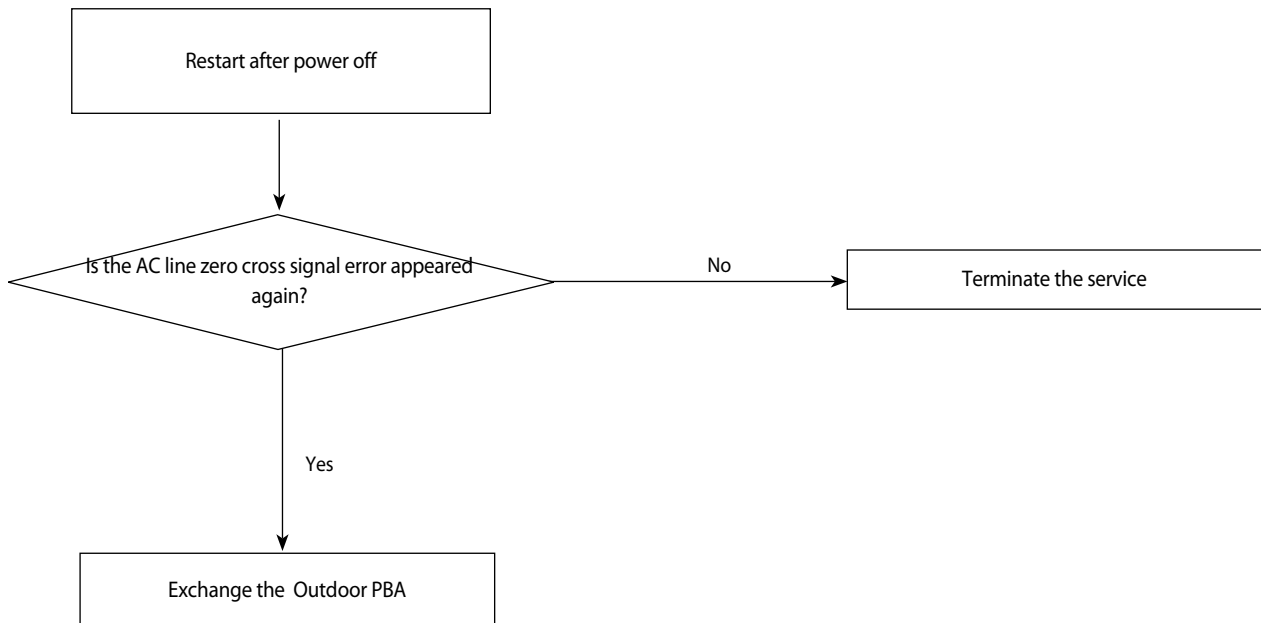 Restart after power off
Is the AC line zero cross signal error appeared
again?
No
Terminate the service
Yes
Exchange the Outdoor PBA